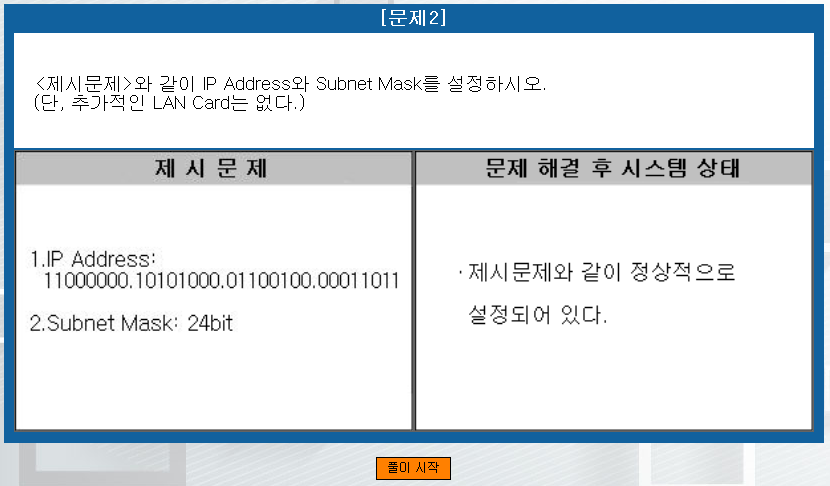 [문제2]
<제시문제>와 같이 IP Address와 Subnet Mask를 설정하시오.
(단, 추가적인 LAN Card는 없다.)
제 시 문 제
1.IP Address:
11000000.10101000.01100100.00011011
2.Subnet Mask: 24bit
문제 해결 후 시스템 상태
·제시문제와 같이 정상적으로
설정되어 있다.
풀이 시작